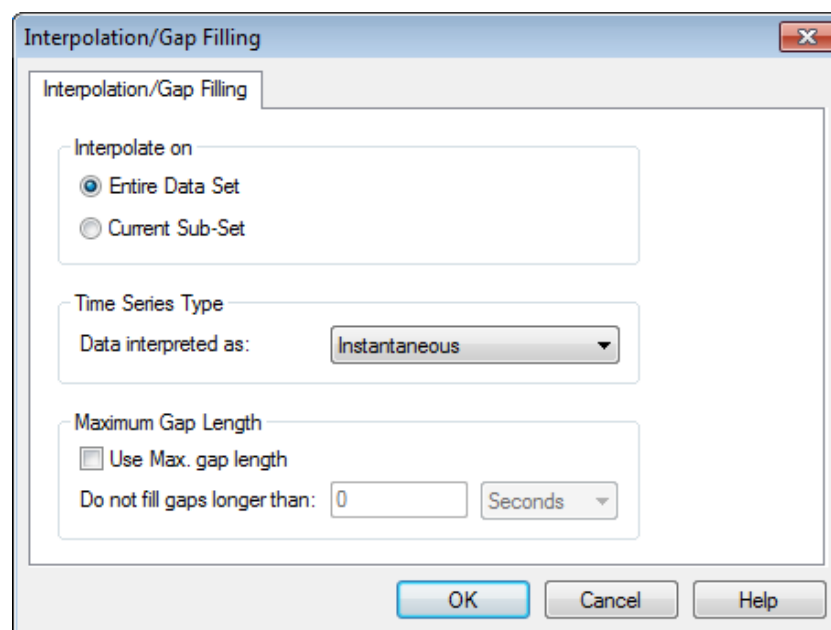 Interpolation/Gap Filling
Interpolation/Gap Filling
Interpolate on
Entire Data Set
Current Sub-Set
Time Series Type
Data interpreted as: Instantaneous
Maximum Gap Length
Use Max. gap length
Do not fill gaps longer than: 0 Seconds
OK Cancel Help